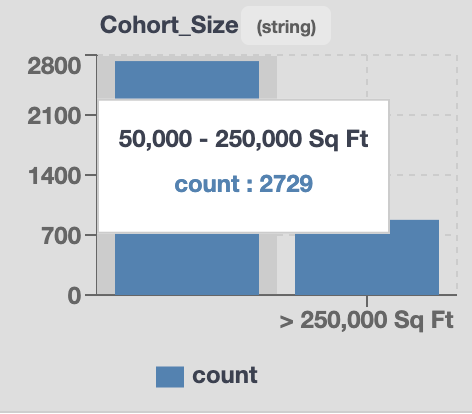 Cohort_Size (string)
2800
2100
1400
700
0
50,000 - 250,000 Sq Ft
count : 2729
> 250,000 Sq Ft
count